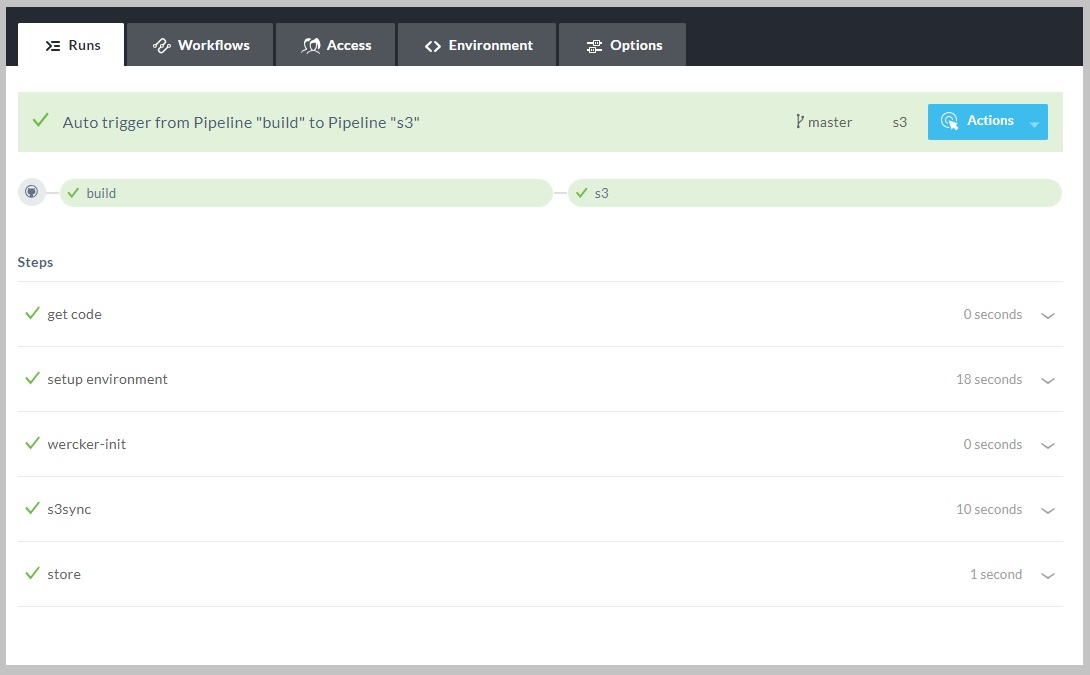 Runs Workflows Access Environment Options
Auto trigger from Pipeline "build" to Pipeline "s3" master s3 Actions
build s3
Steps
get code 0 seconds
setup environment 18 seconds
wercker-init 0 seconds
s3sync 10 seconds
store 1 second